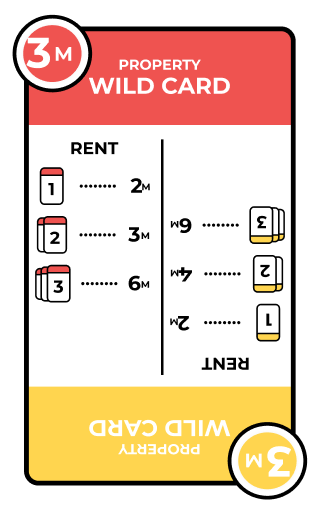 3M
PROPERTY
WILD CARD
RENT
1 ........ 2M
2 ........ 3M
3 ........ 6M
RENT
1 ........ 2M
2 ........ 4M
3 ........ 6M
PROPERTY
WILD CARD
3M